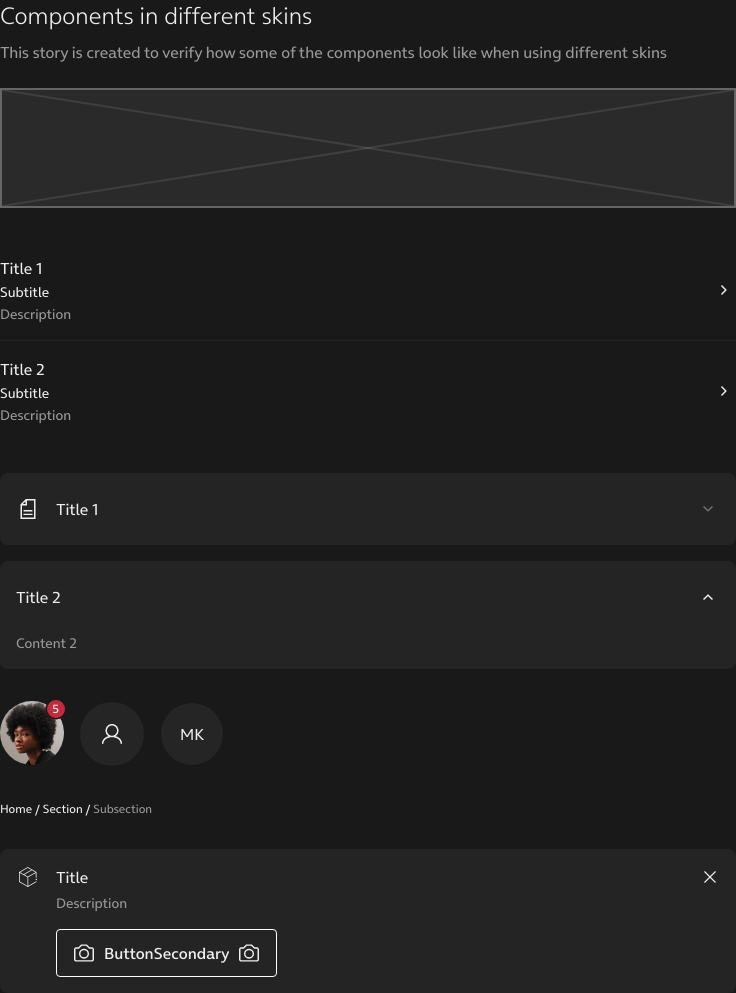 Components in different skins
This story is created to verify how some of the components look like when using different skins
Title 1
Subtitle
Description
Title 2
Subtitle
Description
Title 1
Title 2
Content 2
5
MK
Home / Section / Subsection
Title
Description
ButtonSecondary